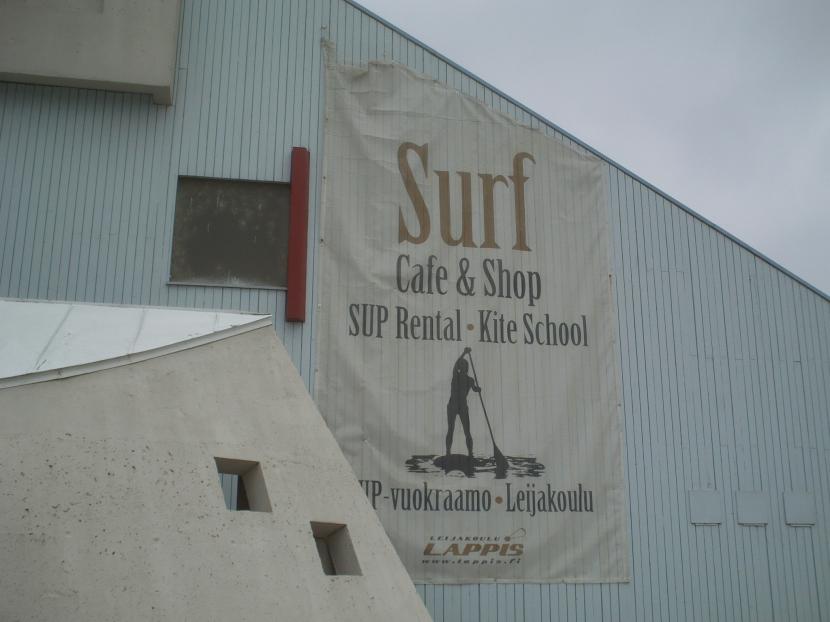 Surf
Cafe & Shop
SUP Rental • Kite School
UP-vuokraamo • Leijakoulu
LEIJAKOULU
LAPPIS
www.lappis.fi